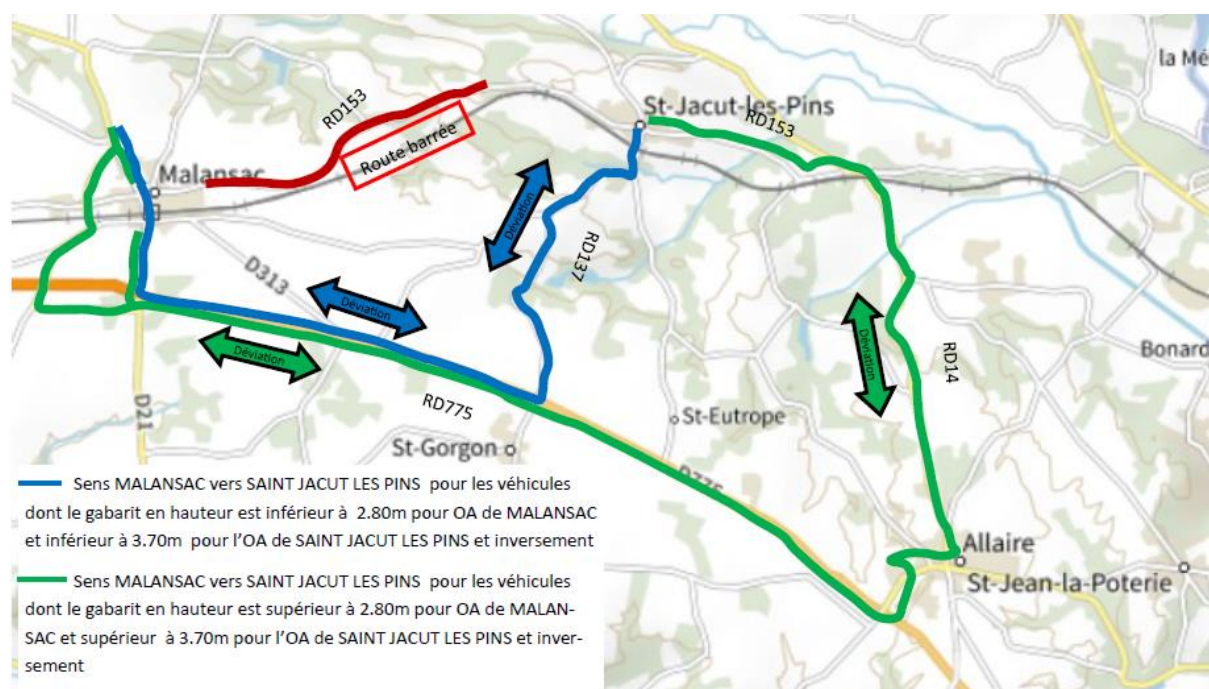 la Mé
St-Jacut-les-Pins
RD153
RD153
Route barrée
Malansac
Déviation
RD137
D313
Déviation
Déviation
Déviation
RD14
Bonard
RD775
D21
St-Eutrope
St-Gorgon
D775
Allaire
St-Jean-la-Poterie
Sens MALANSAC vers SAINT JACUT LES PINS pour les véhicules
dont le gabarit en hauteur est inférieur à 2.80m pour OA de MALANSAC
et inférieur à 3.70m pour l’OA de SAINT JACUT LES PINS et inversement
Sens MALANSAC vers SAINT JACUT LES PINS pour les véhicules
dont le gabarit en hauteur est supérieur à 2.80m pour OA de MALAN-
SAC et supérieur à 3.70m pour l’OA de SAINT JACUT LES PINS et inver-
sement